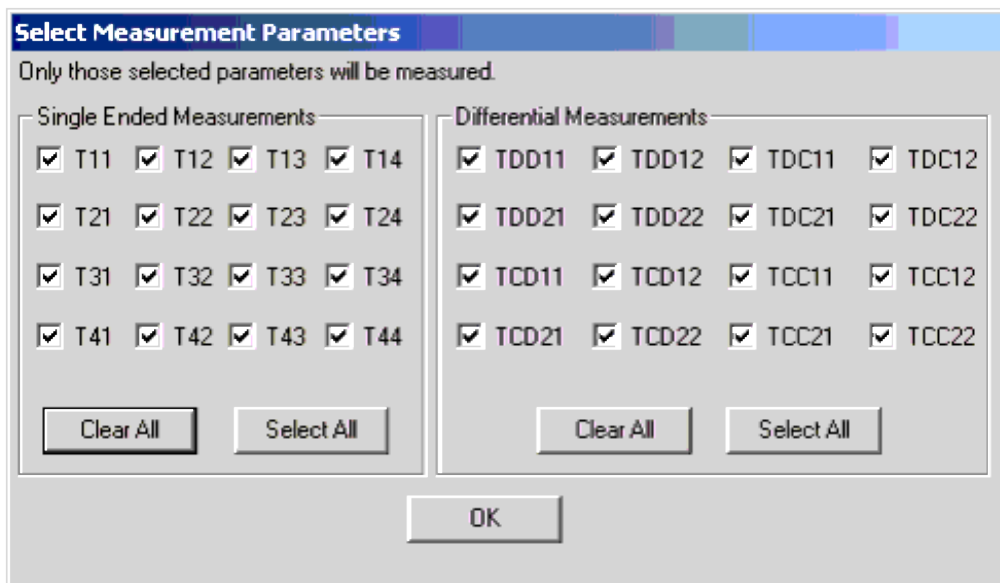 Select Measurement Parameters
Only those selected parameters will be measured.
Single Ended Measurements
T11 T12 T13 T14
T21 T22 T23 T24
T31 T32 T33 T34
T41 T42 T43 T44
Clear All Select All
Differential Measurements
TDD11 TDD12 TDC11 TDC12
TDD21 TDD22 TDC21 TDC22
TCD11 TCD12 TCC11 TCC12
TCD21 TCD22 TCC21 TCC22
Clear All Select All
OK